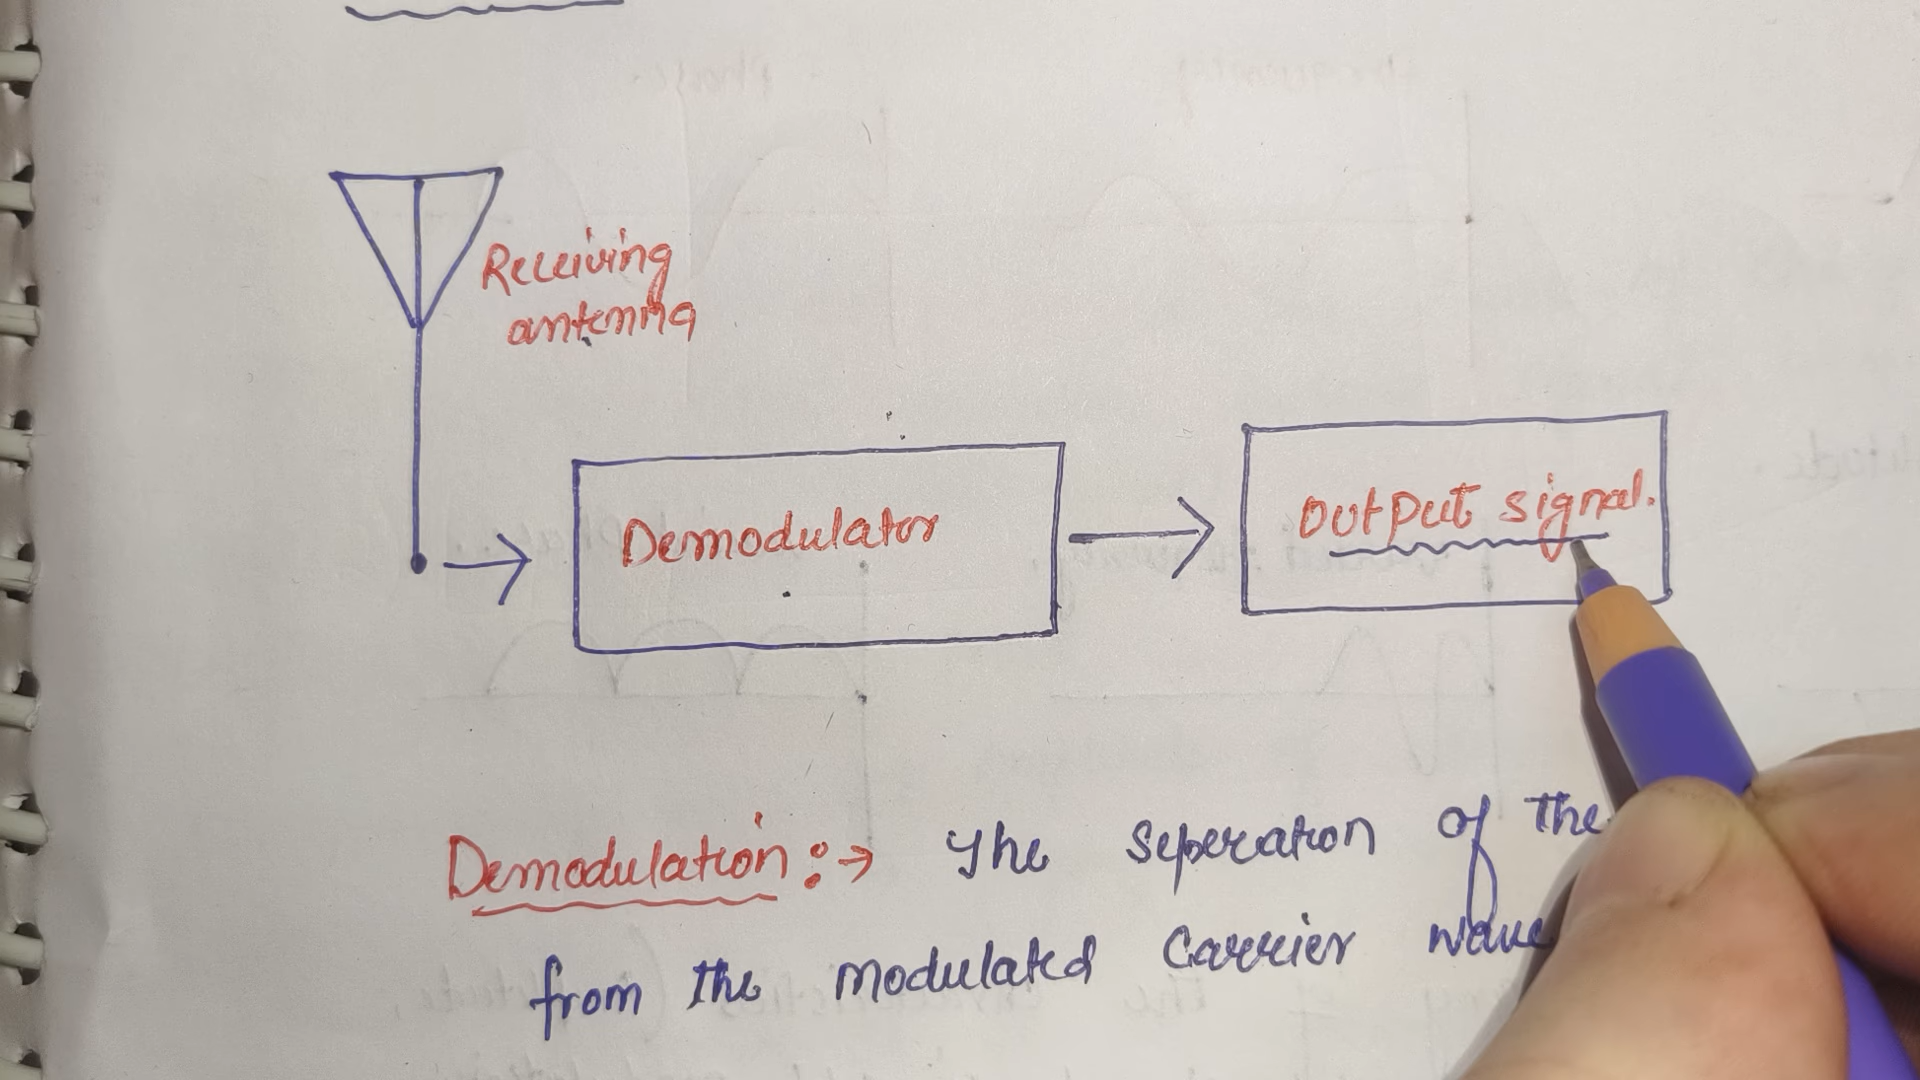 Receiving
antenna
Demodulator
Output signal.
Demodulation :→ The Seperation of the
from the modulated Carrier wave